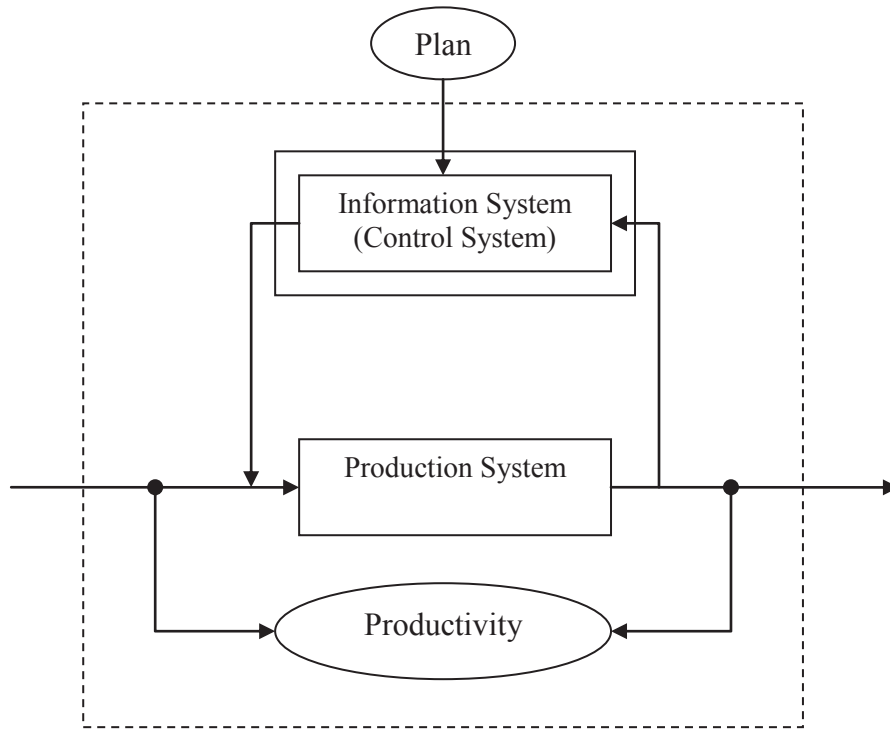 Plan
Information System
(Control System)
Production System
Productivity